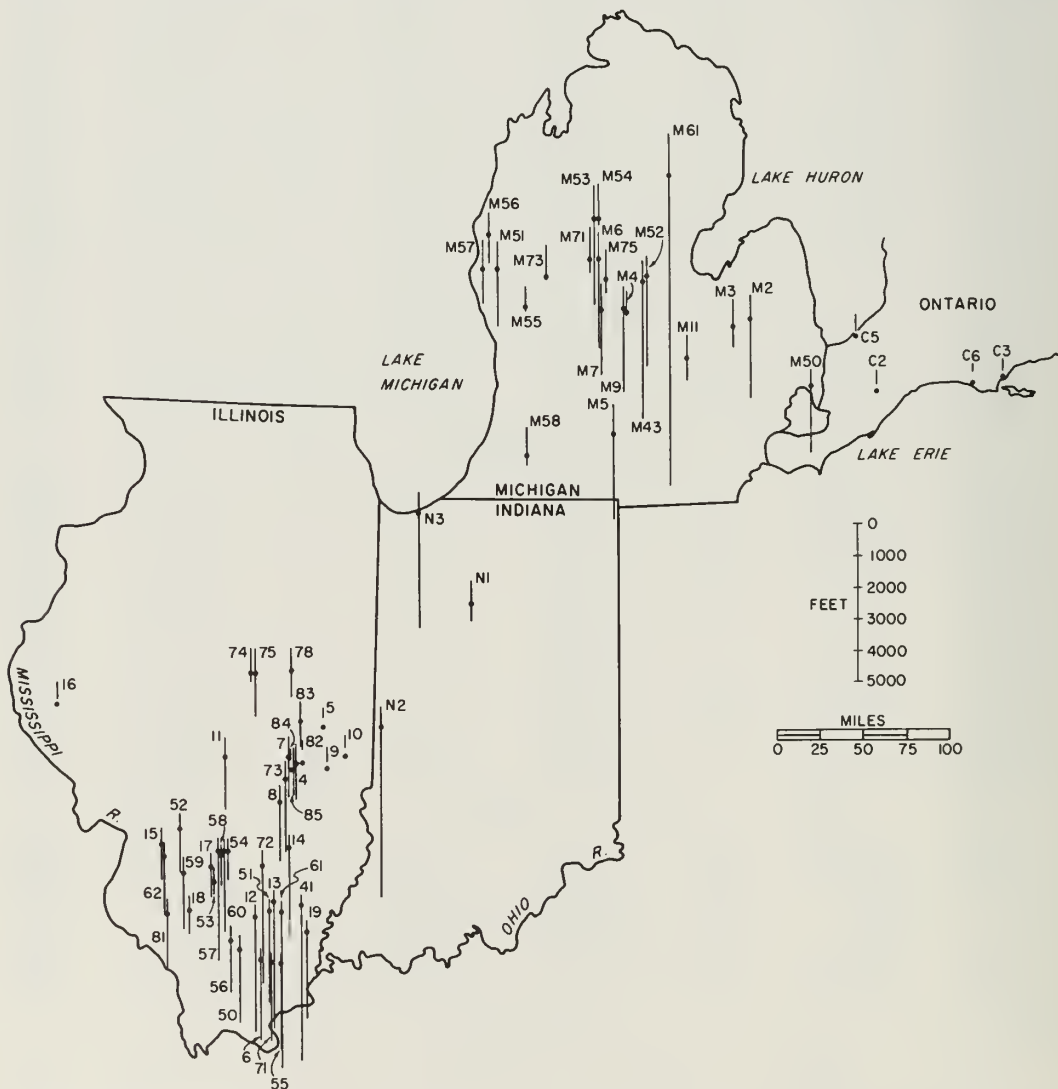 M61
LAKE HURON
M53 M54
M56
M6 M52
M57 M51 M71 M75
M73 M4
M3 M2
M55
ONTARIO
C5
M11
LAKE
MICHIGAN
M7
M50 C2 C6 C3
M9
M5
ILLINOIS
M58 M43
LAKE ERIE
MICHIGAN
INDIANA
N3
0
1000
N1
2000
FEET
3000
4000
5000
74 75 78
16
MISSISSIPPI
R.
83 5
N2
MILES
0 25 50 75 100
84
11 7 82 9 10
73 4
8
85
52 58
15 17 54 72 14
59 61
51 13 41
62 18 60 12 19
53
81
57
OHIO
R.
56
50
6
71
55